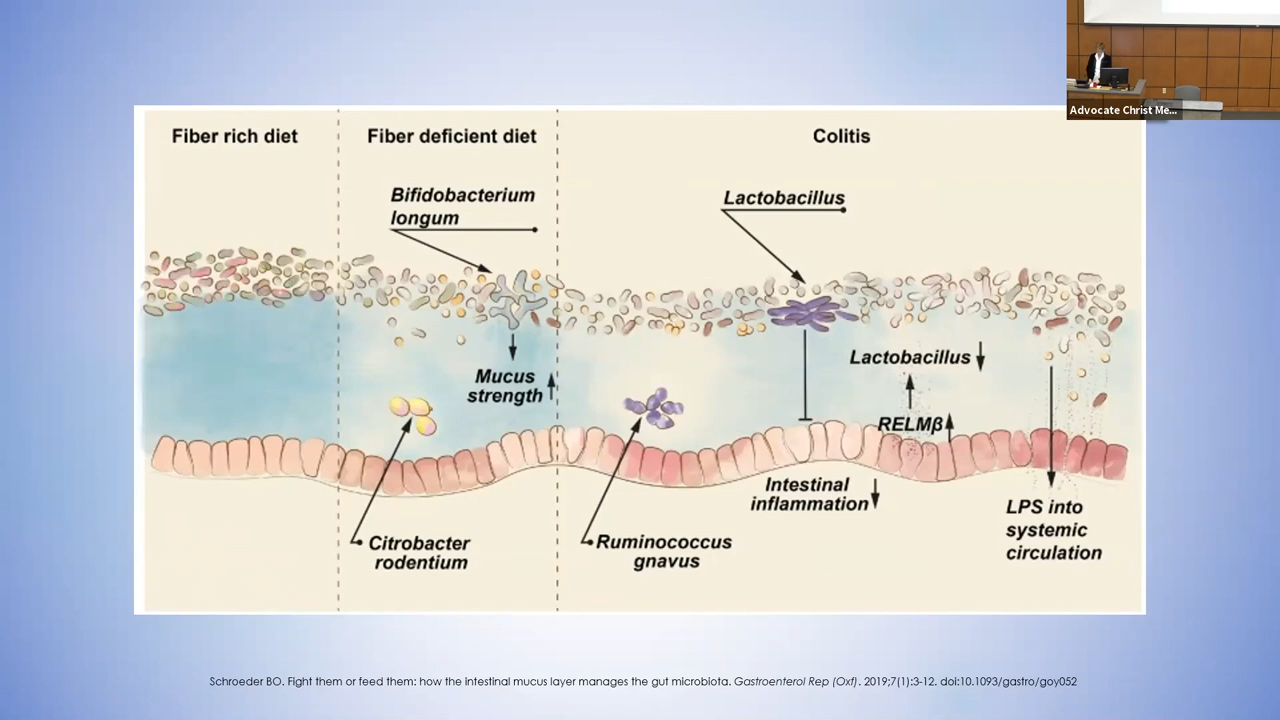 Advocate Christ Me...
Fiber rich diet
Fiber deficient diet
Colitis
Bifidobacterium
longum
Lactobacillus
Mucus
strength
Lactobacillus
RELMβ
Intestinal
inflammation
Citrobacter
rodentium
Ruminococcus
gnavus
LPS into
systemic
circulation
Schroeder BO. Fight them or feed them: how the intestinal mucus layer manages the gut microbiota. Gastroenterol Rep (Oxf). 2019;7(1):3-12. doi:10.1093/gastro/goy052